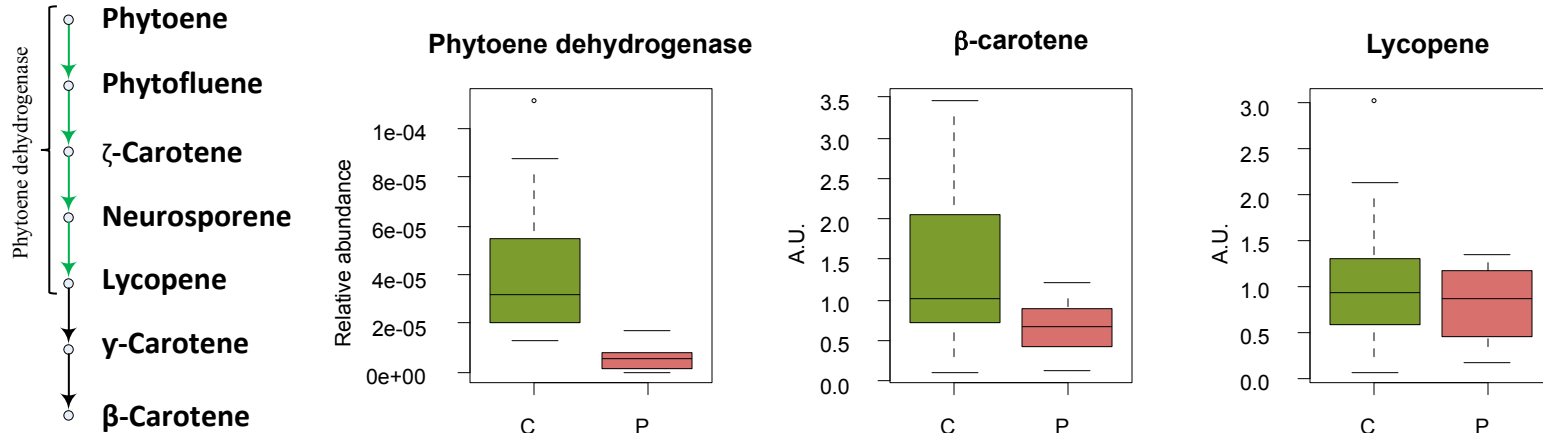 Phytoene dehydrogenase
Phytoene
Phytofluene
ζ-Carotene
Neurosporene
Lycopene
γ-Carotene
β-Carotene
Phytoene dehydrogenase
Relative abundance
1e-04
8e-05
6e-05
4e-05
2e-05
0e+00
C P
β-carotene
A.U.
3.5
3.0
2.5
2.0
1.5
1.0
0.5
0.0
C P
Lycopene
A.U.
3.0
2.5
2.0
1.5
1.0
0.5
0.0
C P